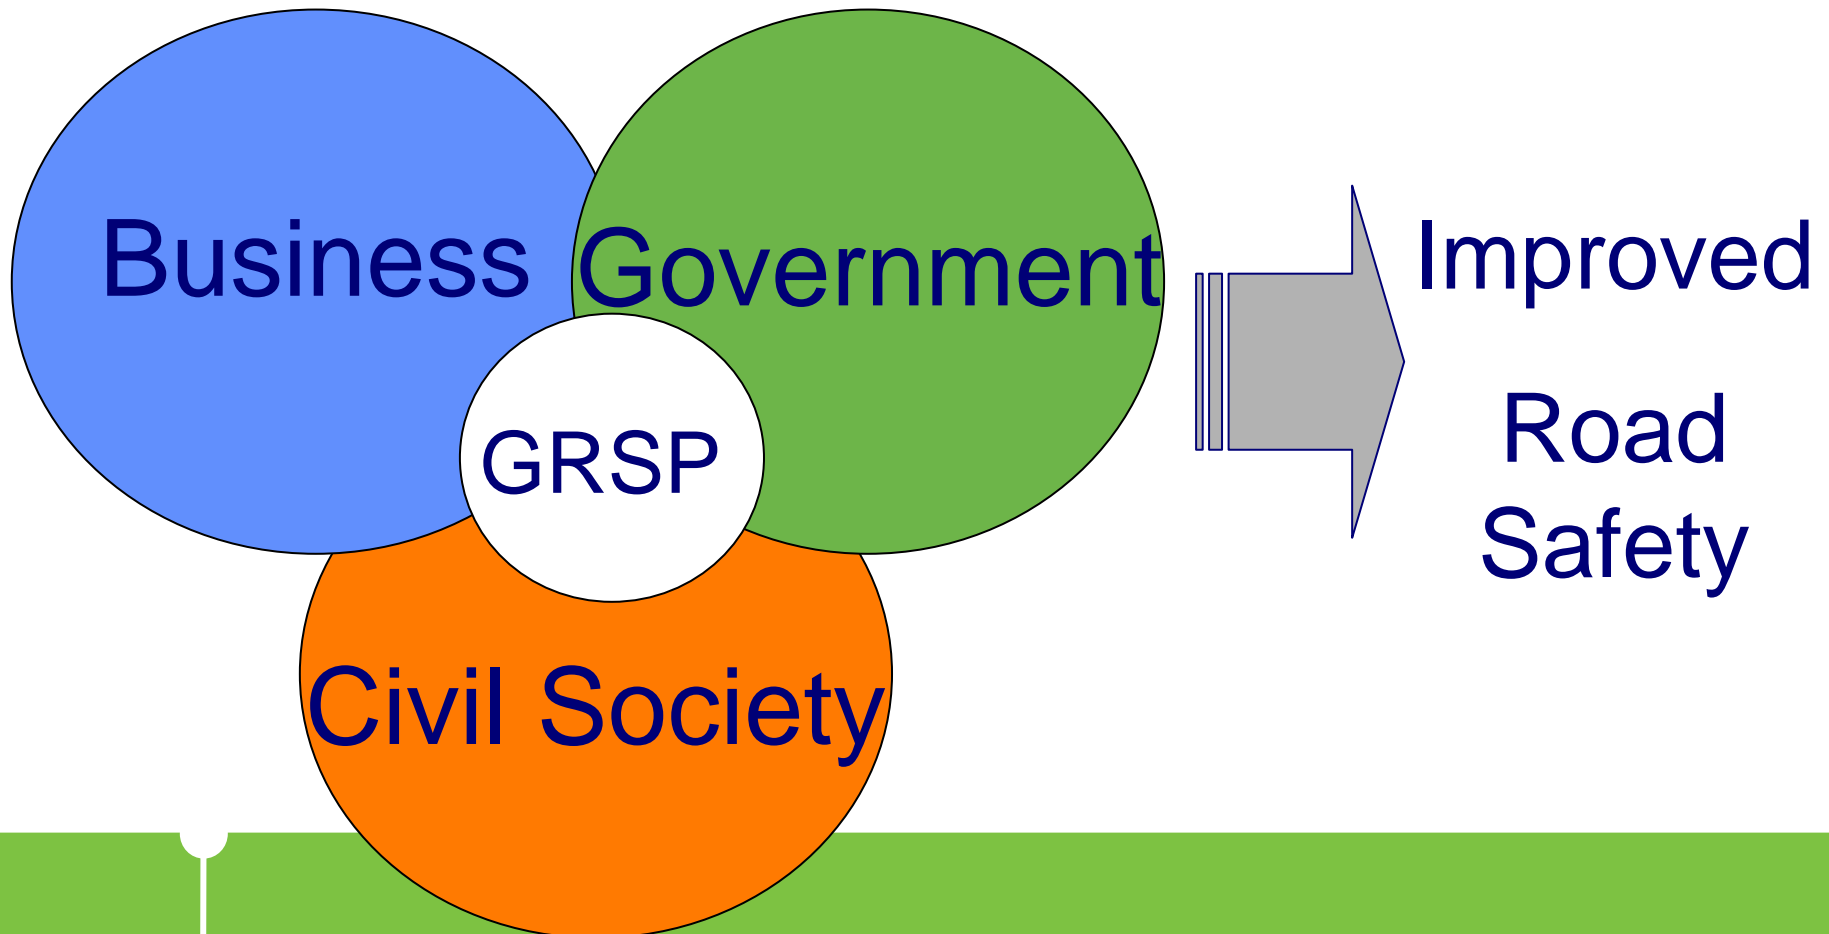 Business
Government
GRSP
Civil Society
Improved
Road
Safety